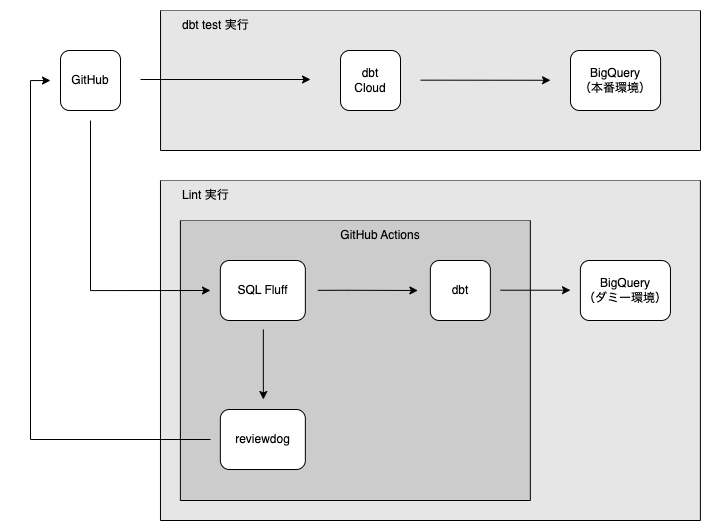 dbt test 実行
GitHub
dbt
Cloud
BigQuery
（本番環境）
Lint 実行
GitHub Actions
SQL Fluff
dbt
BigQuery
（ダミー環境）
reviewdog